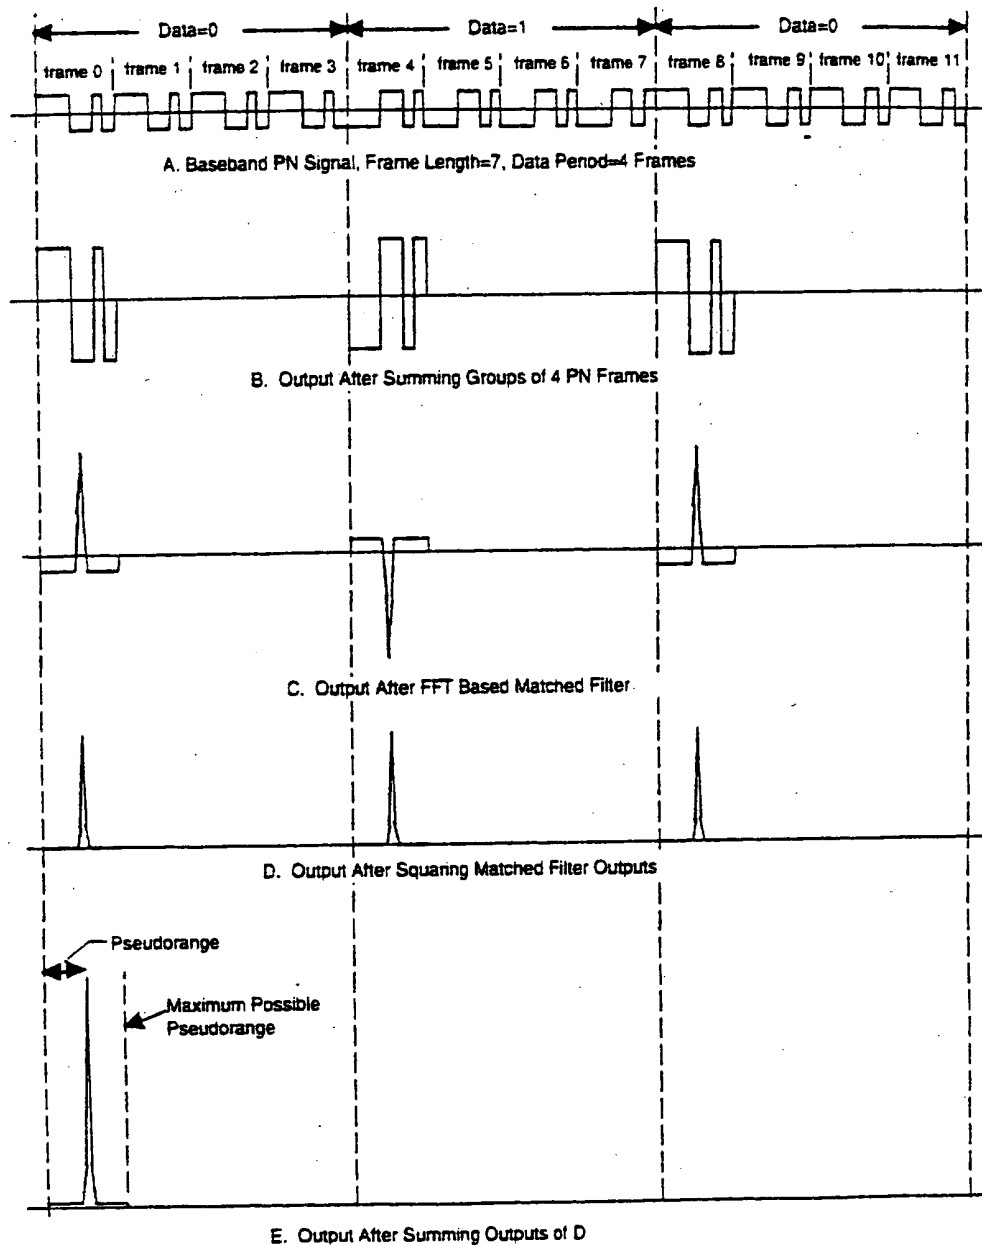 Data=0 Data=1 Data=0
frame 0 frame 1 frame 2 frame 3 frame 4 frame 5 frame 6 frame 7 frame 8 frame 9 frame 10 frame 11
A. Baseband PN Signal, Frame Length=7, Data Period=4 Frames
B. Output After Summing Groups of 4 PN Frames
C. Output After FFT Based Matched Filter
D. Output After Squaring Matched Filter Outputs
Pseudorange
Maximum Possible
Pseudorange
E. Output After Summing Outputs of D